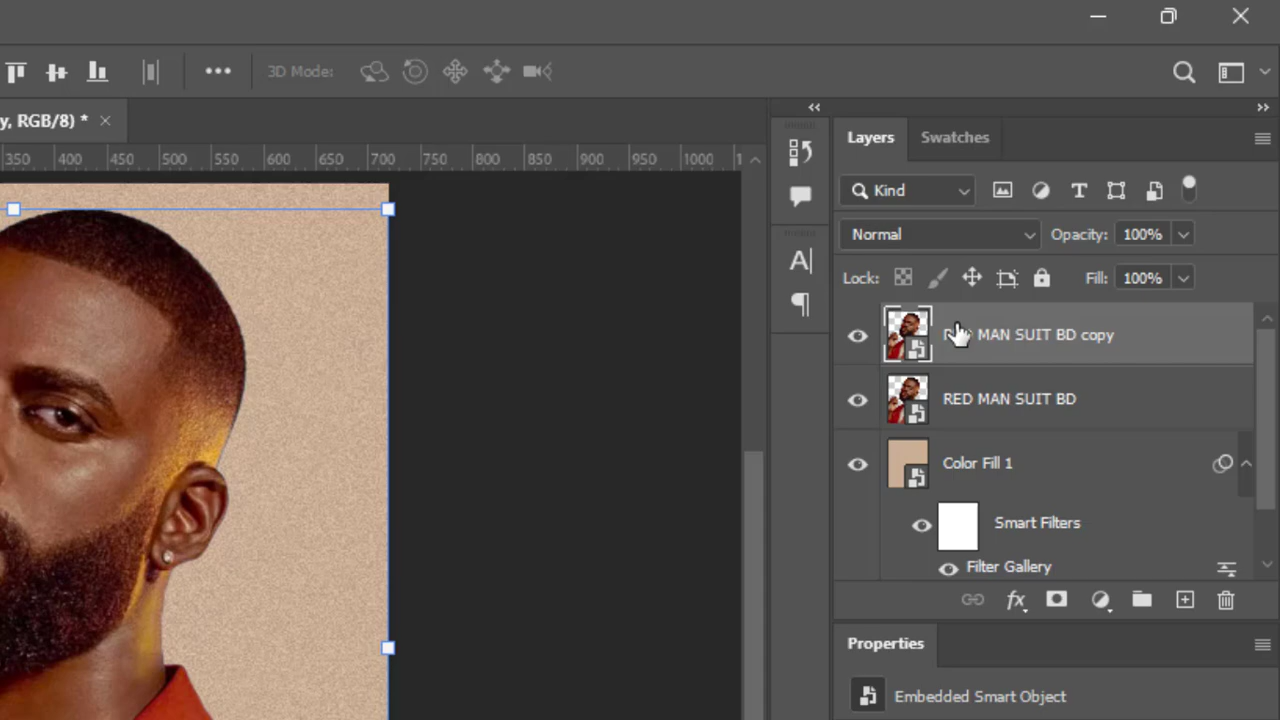 3D Mode:
y, RGB/8) *
350 400 450 500 550 600 650 700 750 800 850 900 950 1000 1
Layers
Swatches
Kind
Normal
Opacity: 100%
Lock:
Fill: 100%
MAN SUIT BD copy
RED MAN SUIT BD
Color Fill 1
Smart Filters
Filter Gallery
fx
Properties
Embedded Smart Object